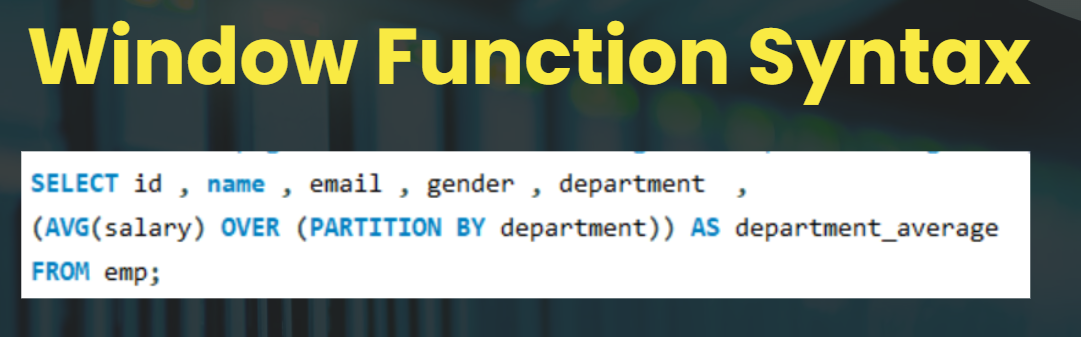 Window Function Syntax
SELECT id , name , email , gender , department ,
(AVG(salary) OVER (PARTITION BY department)) AS department_average
FROM emp;